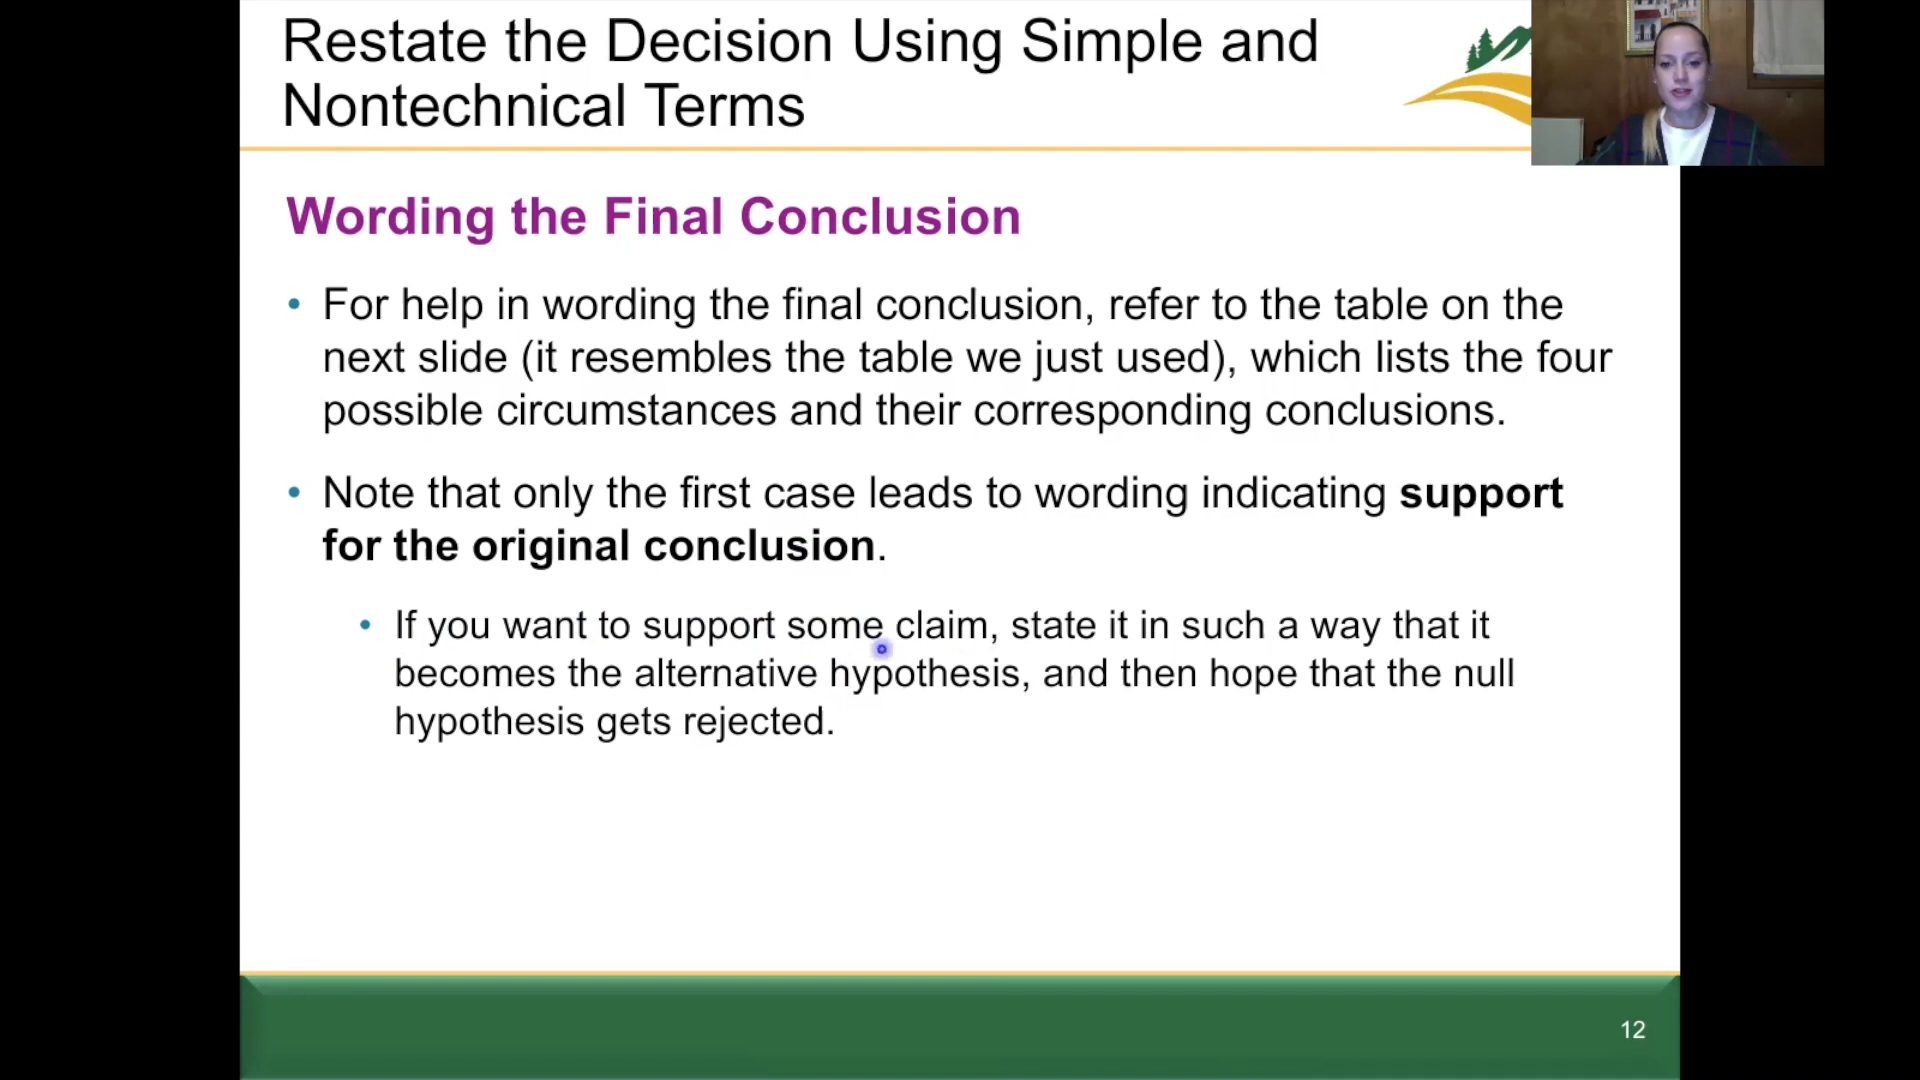 Restate the Decision Using Simple and
Nontechnical Terms
Wording the Final Conclusion
• For help in wording the final conclusion, refer to the table on the
next slide (it resembles the table we just used), which lists the four
possible circumstances and their corresponding conclusions.
• Note that only the first case leads to wording indicating support
for the original conclusion.
• If you want to support some claim, state it in such a way that it
becomes the alternative hypothesis, and then hope that the null
hypothesis gets rejected.
12